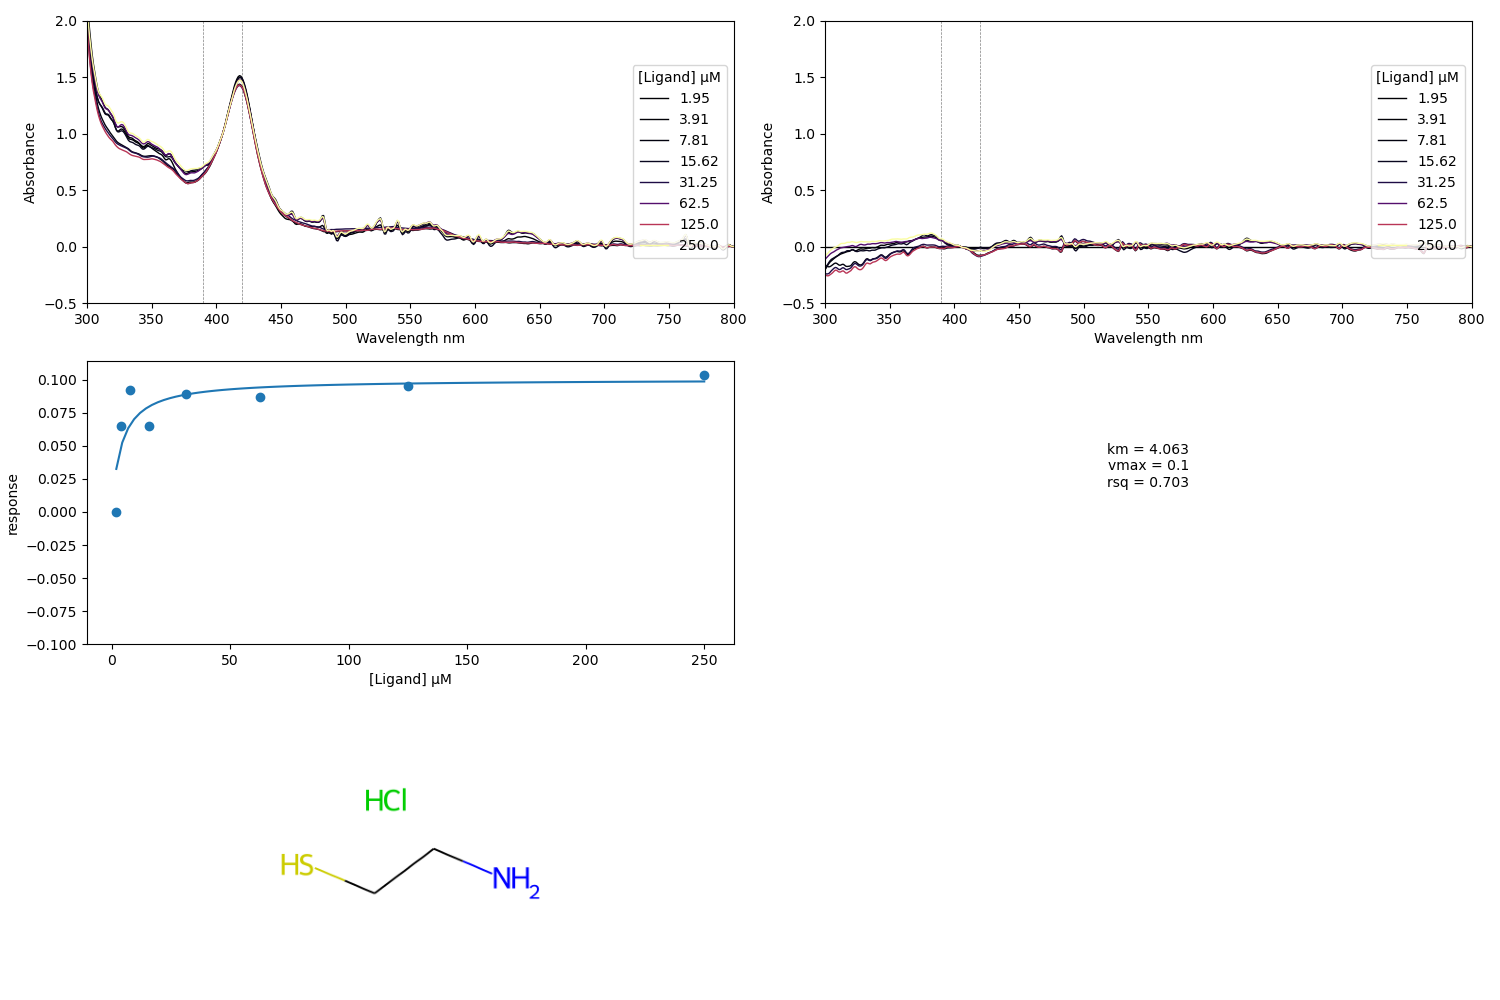 2.0
1.5
1.0
0.5
0.0
−0.5
Absorbance
300 350 400 450 500 550 600 650 700 750 800
Wavelength nm
[Ligand] μM
1.95
3.91
7.81
15.62
31.25
62.5
125.0
250.0
2.0
1.5
1.0
0.5
0.0
−0.5
Absorbance
300 350 400 450 500 550 600 650 700 750 800
Wavelength nm
[Ligand] μM
1.95
3.91
7.81
15.62
31.25
62.5
125.0
250.0
0.100
0.075
0.050
0.025
0.000
−0.025
−0.050
−0.075
−0.100
response
0 50 100 150 200 250
[Ligand] μM
km = 4.063
vmax = 0.1
rsq = 0.703
HCl
HS
NH2